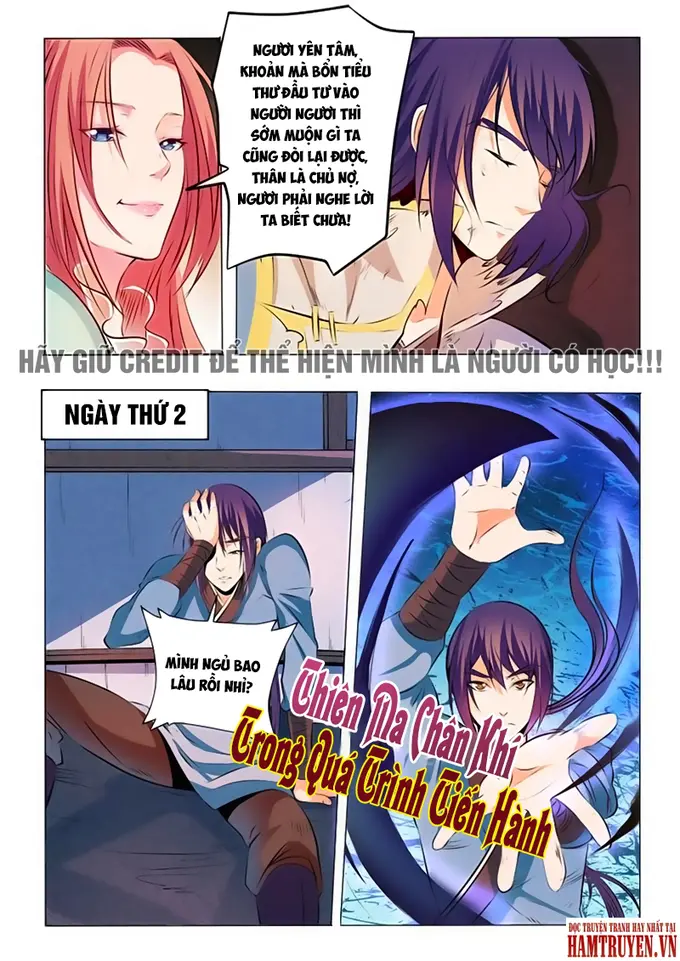 NGƯƠI YÊN TÂM,
KHOẢN MÀ BỔN TIỂU
THƯ ĐẦU TƯ VÀO
NGƯỜI NGƯƠI THÌ
SỚM MUỘN GÌ TA
CŨNG ĐÒI LẠI ĐƯỢC,
THÂN LÀ CHỦ NỢ,
NGƯƠI PHẢI NGHE LỜI
TA BIẾT CHƯA!
HÃY GIỮ CREDIT ĐỂ THỂ HIỆN MÌNH LÀ NGƯỜI CÓ HỌC!!!
NGÀY THỨ 2
MÌNH NGỦ BAO
LÂU RỒI NHỈ?
Thiên Ma Chân Khí
Trong Quá Trình Tiến Hành
ĐỌC TRUYỆN TRANH HAY NHẤT TẠI
HAMTRUYEN.VN